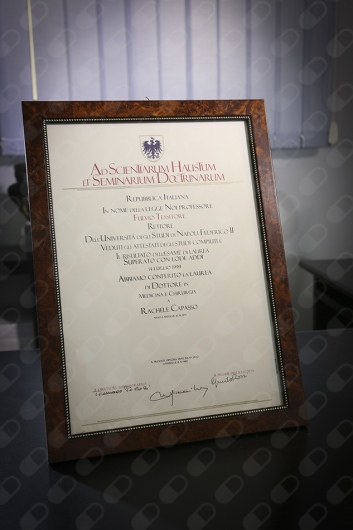 AD SCIENTIARUM HAUSTUM
ET SEMINARIUM DOCTRINARUM
REPUBBLICA ITALIANA
IN NOME DELLA LEGGE NOI PROFESSORE
FULVIO TESSITORE
RETTORE
DELL'UNIVERSITÀ DEGLI STUDI DI NAPOLI FEDERICO II
VEDUTI GLI ATTESTATI DEGLI STUDI COMPIUTI E
IL RISULTATO DELL'ESAME DI LAUREA
SUPERATO CON LODE ADDÌ
LUGLIO 1999
ABBIAMO CONFERITO LA LAUREA
DI DOTTORE IN
MEDICINA E CHIRURGIA
A
RACHELE CAPASSO